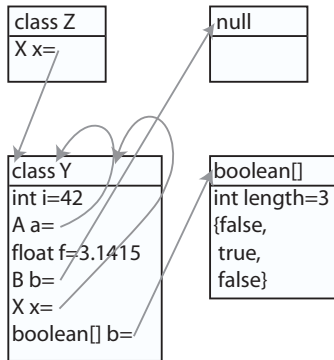 class Z
X x=
null
class Y
int i=42
A a=
float f=3.1415
B b=
X x=
boolean[] b=
boolean[]
int length=3
{false,
true,
false}